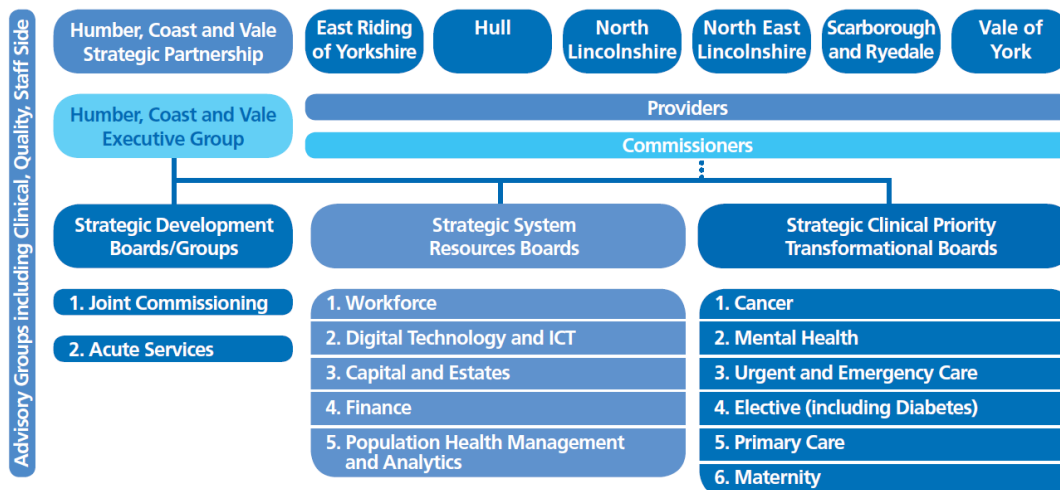 Advisory Groups including Clinical, Quality, Staff Side
Humber, Coast and Vale
Strategic Partnership
East Riding
of Yorkshire
Hull
North
Lincolnshire
North East
Lincolnshire
Scarborough
and Ryedale
Vale of
York
Humber, Coast and Vale
Executive Group
Providers
Commissioners
Strategic Development
Boards/Groups
1. Joint Commissioning
2. Acute Services
Strategic System
Resources Boards
1. Workforce
2. Digital Technology and ICT
3. Capital and Estates
4. Finance
5. Population Health Management
and Analytics
Strategic Clinical Priority
Transformational Boards
1. Cancer
2. Mental Health
3. Urgent and Emergency Care
4. Elective (including Diabetes)
5. Primary Care
6. Maternity